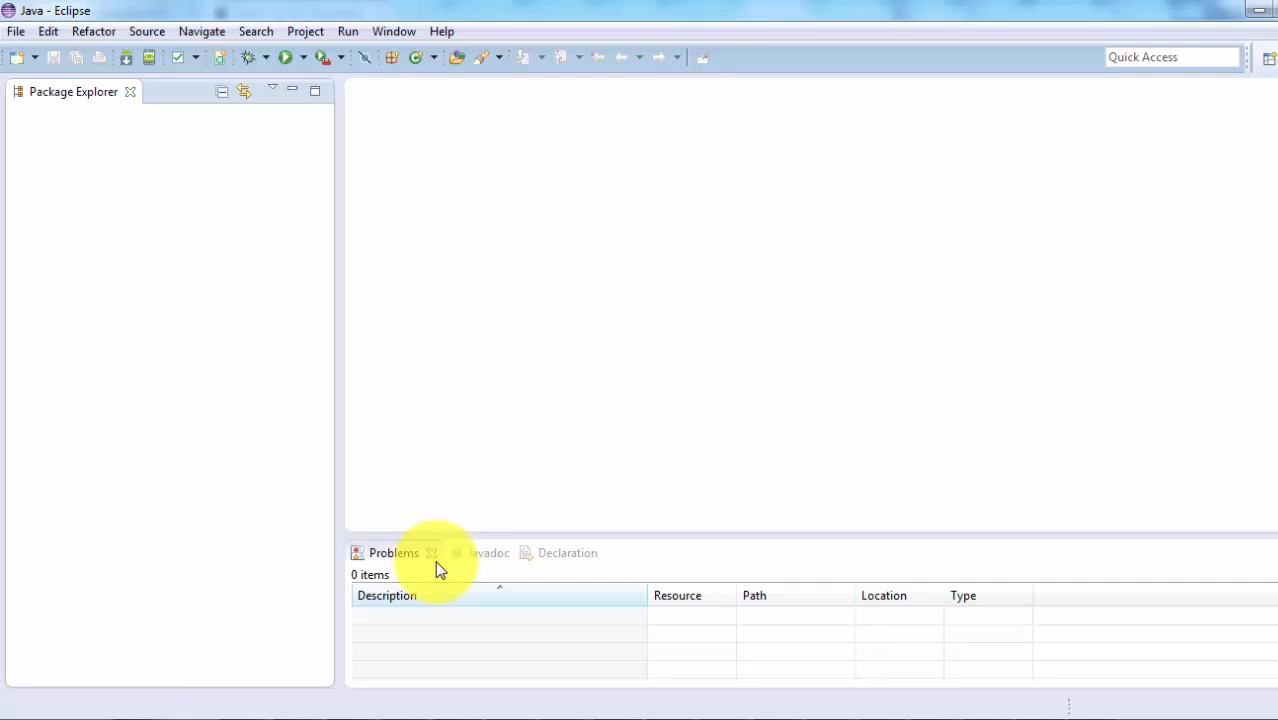 Java - Eclipse
File Edit Refactor Source Navigate Search Project Run Window Help
Quick Access
Package Explorer
Problems Javadoc Declaration
0 items
Description Resource Path Location Type